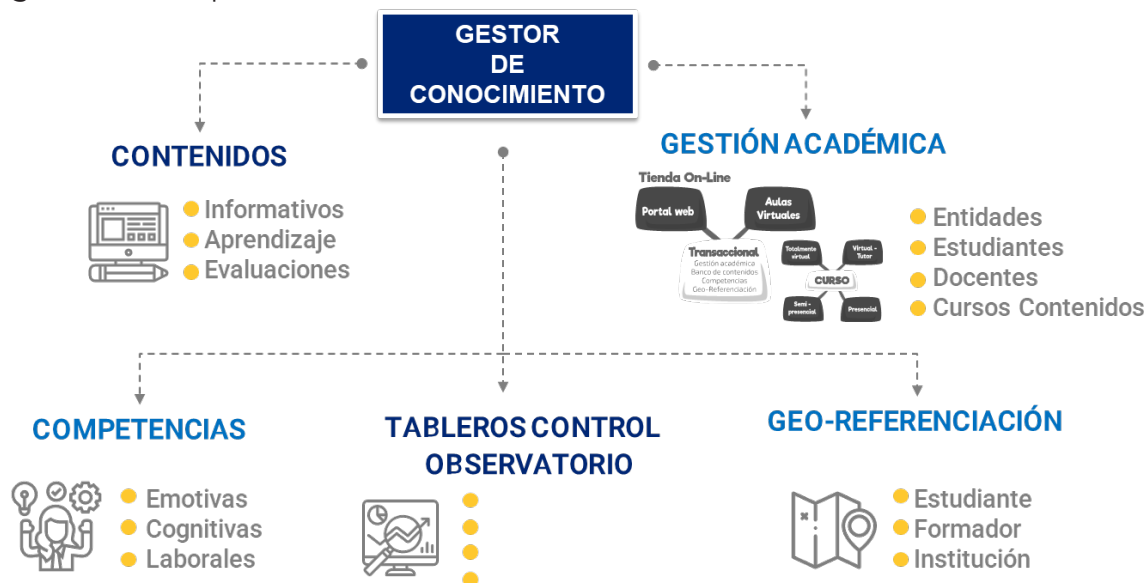 GESTOR
DE
CONOCIMIENTO
CONTENIDOS
Informativos
Aprendizaje
Evaluaciones
GESTIÓN ACADÉMICA
Tienda On-Line
Portal web
Aulas
Virtuales
Transaccional
Gestión académica
Banco de contenidos
Competencias
Geo-Referenciación
Totalmente
virtual
Virtual -
Tutor
CURSO
Semi -
presencial
Presencial
Entidades
Estudiantes
Docentes
Cursos Contenidos
COMPETENCIAS
Emotivas
Cognitivas
Laborales
TABLEROS CONTROL
OBSERVATORIO
GEO-REFERENCIACIÓN
Estudiante
Formador
Institución